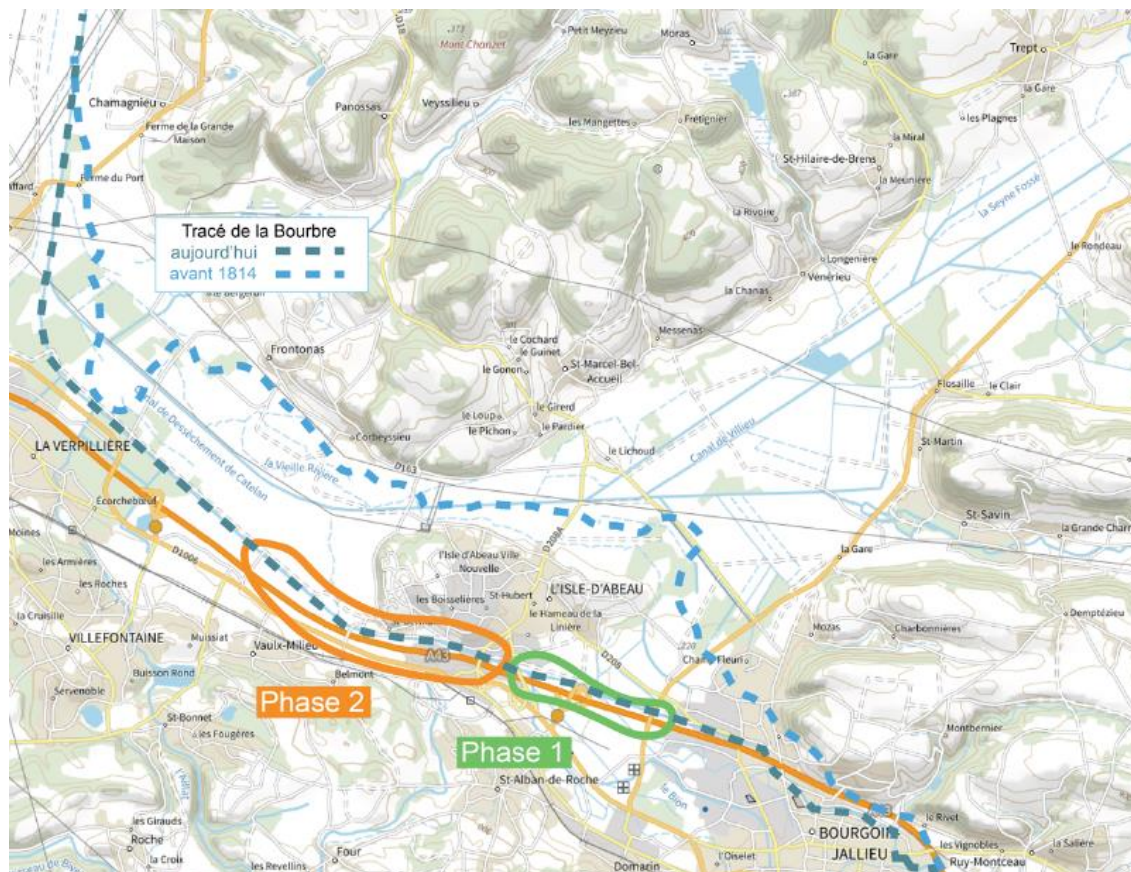 Petit Meyzieu
Moras
Mont Chanzet
D18
Trept
la Gare
la Gare
Chamagnieu
Panossas
Veyssilieu
les Mangettes
Frétignier
les Plagnes
Ferme de la Grande
Maison
la Miral
St-Hilaire-de-Brens
la Meunière
Ferme du Port
la Seyne Fossé
la Rivoire
Tracé de la Bourbre
aujourd'hui
avant 1814
le Rondeau
Longenière
Vénérieu
la Chanas
Messenas
le Cochard
le Guinet
Frontonas
St-Marcel-Bel-
Accueil
le Gonon
Flosaille
le Clair
le Loup
le Girerd
le Pichon
le Pardier
Corbeyssieu
Canal de Dessèchement de Catelan
LA VERPILLIÈRE
la Vieille Rivière
D163
le Lichoud
Canal de Villieu
St-Martin
Écorchebœuf
St-Savin
la Grande Charr
Moines
D1006
D208A
la Gare
l'Isle d'Abeau Ville
Nouvelle
les Armières
les Roches
les Boisselières
St-Hubert
L'ISLE-D'ABEAU
la Cruisille
le Hameau de la
Linière
Demptézieu
VILLEFONTAINE
Muissiat
Vaulx-Milieu
A43
D208
220
Mozas
Charbonnières
Buisson Rond
Belmont
Servenoble
Phase 2
St-Bonnet
les Fougères
Montbernier
Phase 1
St-Alban-de-Roche
le Bion
les Girauds
Roche
la Croix
le Rivet
BOURGOIN
JALLIEU
les Vignobles
la Salière
Four
les Revellins
Domarin
l'Oiselet
Ruy-Montceau